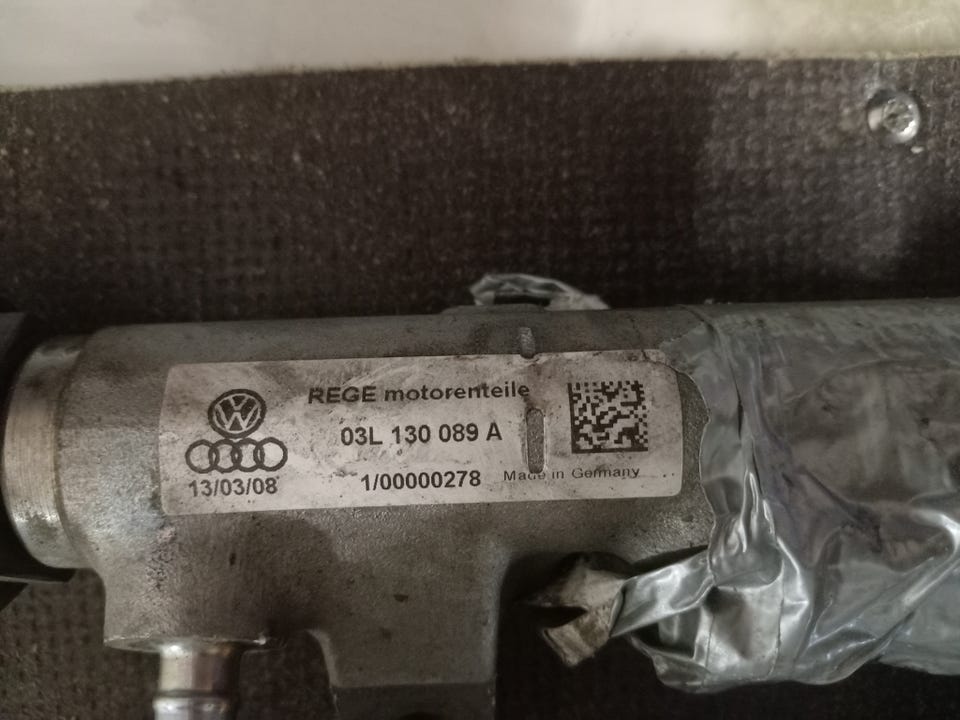 REGE motorenteile
03L 130 089 A
13/03/08 1/00000278 Made in Germany